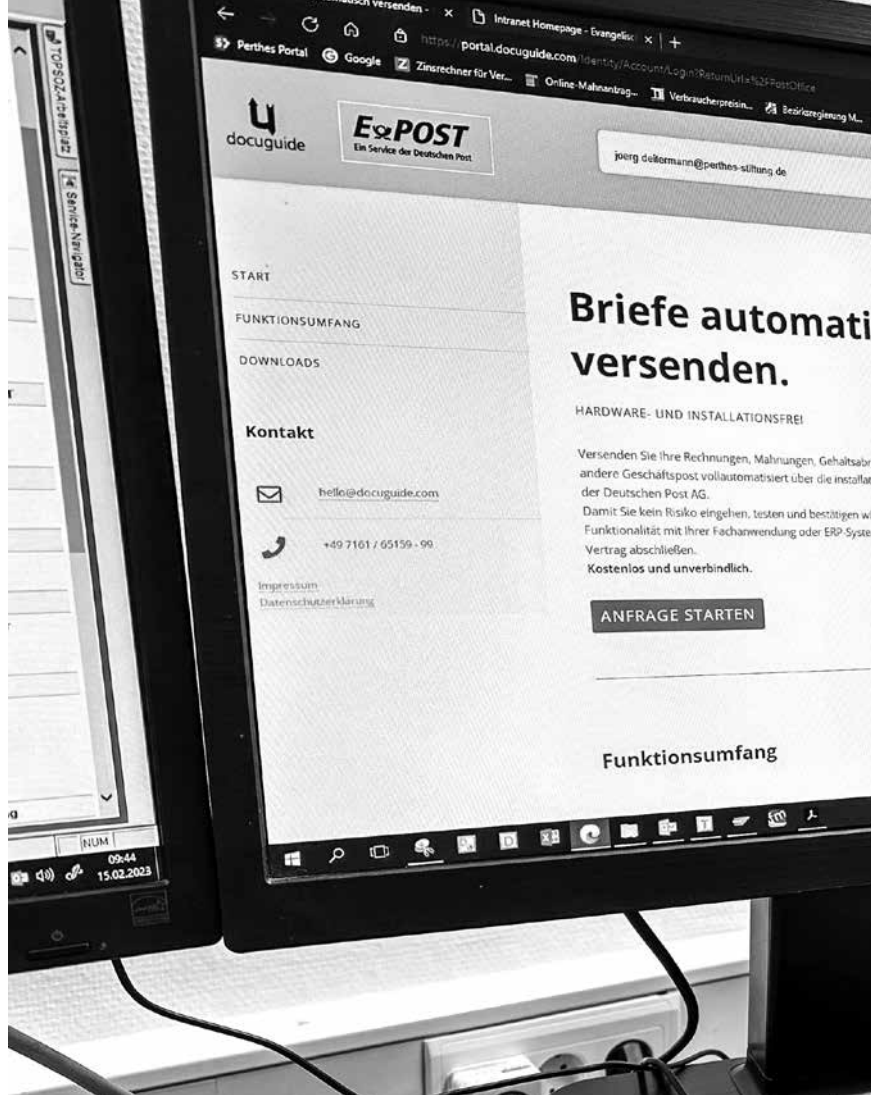 versenden -
Intranet Homepage - Evangelisc
https://portal.docuguide.com/Identity/Account/Login?ReturnUrl=%2FPostOffice
Perthes Portal
Google
Zinsrechner für Ver...
Online-Mahnantrag...
Verbraucherpreisin...
Bezirksregierung M...
docuguide
E POST
Ein Service der Deutschen Post
joerg.deitermann@perthes-stiftung.de
START
FUNKTIONSUMFANG
DOWNLOADS
Kontakt
hello@docuguide.com
+49 7161 / 65159 - 99
Impressum
Datenschutzerklärung
Briefe automati
versenden.
HARDWARE- UND INSTALLATIONSFREI
Versenden Sie Ihre Rechnungen, Mahnungen, Gehaltsabr
andere Geschäftspost vollautomatisiert über die installat
der Deutschen Post AG.
Damit Sie kein Risiko eingehen, testen und bestätigen wi
Funktionalität mit Ihrer Fachanwendung oder ERP-Syste
Vertrag abschließen.
Kostenlos und unverbindlich.
ANFRAGE STARTEN
Funktionsumfang
TOPSOZ-Arbeitsplatz
Service-Navigator
NUM
09:44
15.02.2023